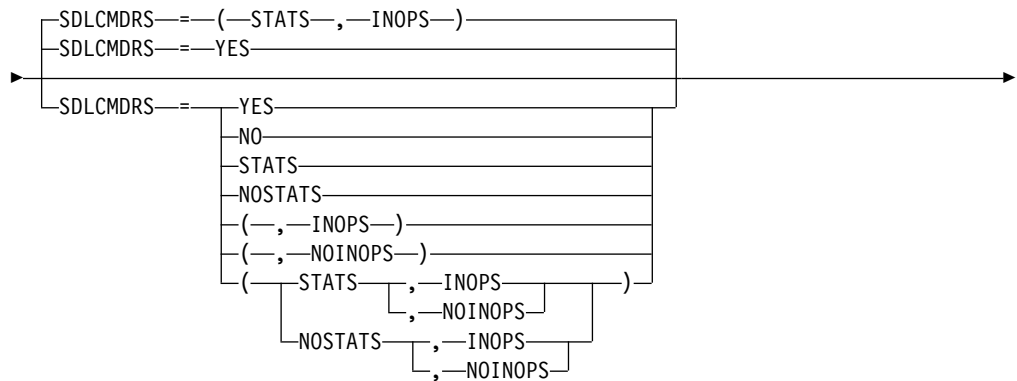 SDLCMDRS = ( STATS , INOPS )
SDLCMDRS = YES
SDLCMDRS = YES
NO
STATS
NOSTATS
( , INOPS )
( , NOINOPS )
( STATS , INOPS )
, NOINOPS
NOSTATS , INOPS
, NOINOPS